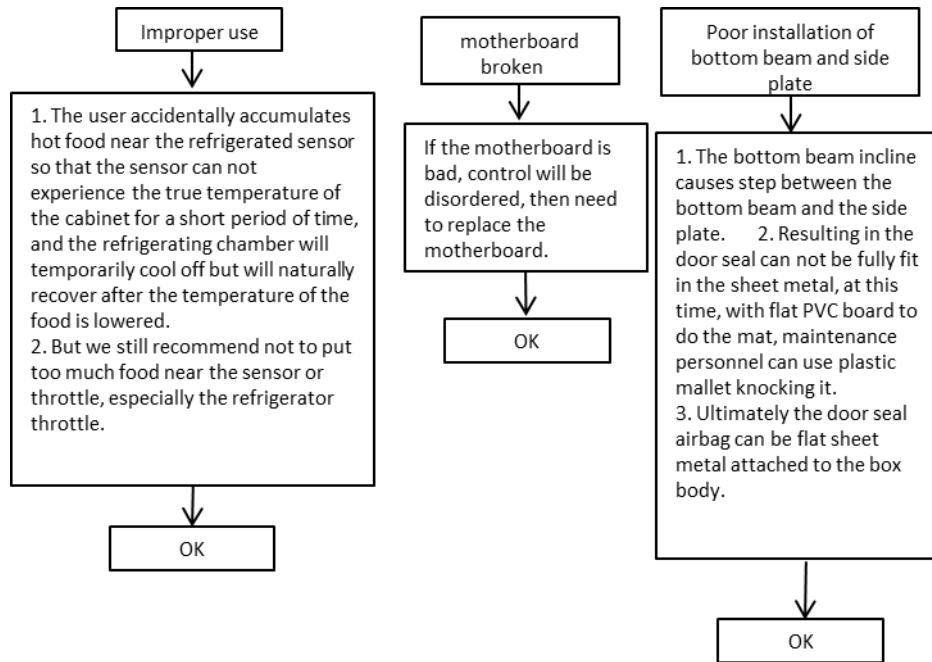 Improper use
1. The user accidentally accumulates
hot food near the refrigerated sensor
so that the sensor can not
experience the true temperature of
the cabinet for a short period of time,
and the refrigerating chamber will
temporarily cool off but will naturally
recover after the temperature of the
food is lowered.
2. But we still recommend not to put
too much food near the sensor or
throttle, especially the refrigerator
throttle.
OK
motherboard
broken
If the motherboard is
bad, control will be
disordered, then need
to replace the
motherboard.
OK
Poor installation of
bottom beam and side
plate
1. The bottom beam incline
causes step between the
bottom beam and the side
plate. 2. Resulting in the
door seal can not be fully fit
in the sheet metal, at this
time, with flat PVC board to
do the mat, maintenance
personnel can use plastic
mallet knocking it.
3. Ultimately the door seal
airbag can be flat sheet
metal attached to the box
body.
OK